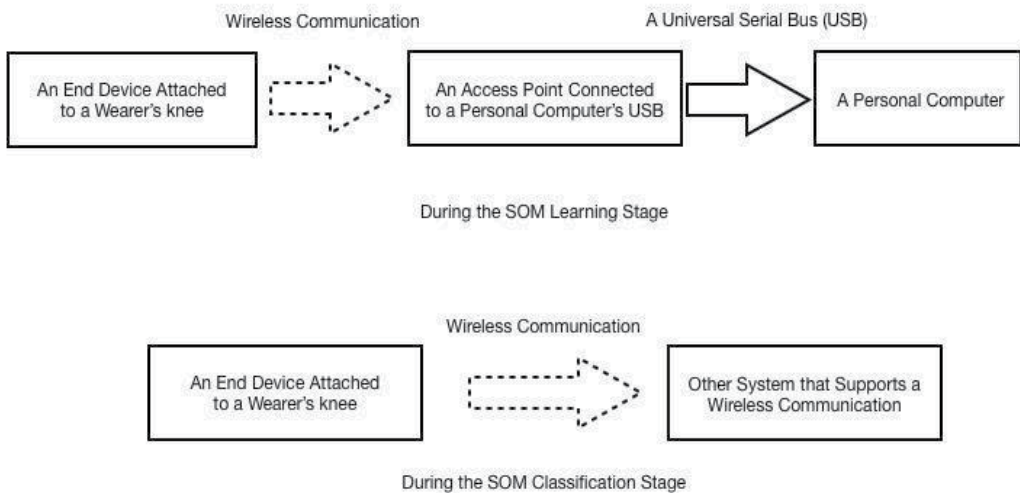 Wireless Communication
A Universal Serial Bus (USB)
An End Device Attached
to a Wearer’s knee
An Access Point Connected
to a Personal Computer’s USB
A Personal Computer
During the SOM Learning Stage
Wireless Communication
An End Device Attached
to a Wearer’s knee
Other System that Supports a
Wireless Communication
During the SOM Classification Stage